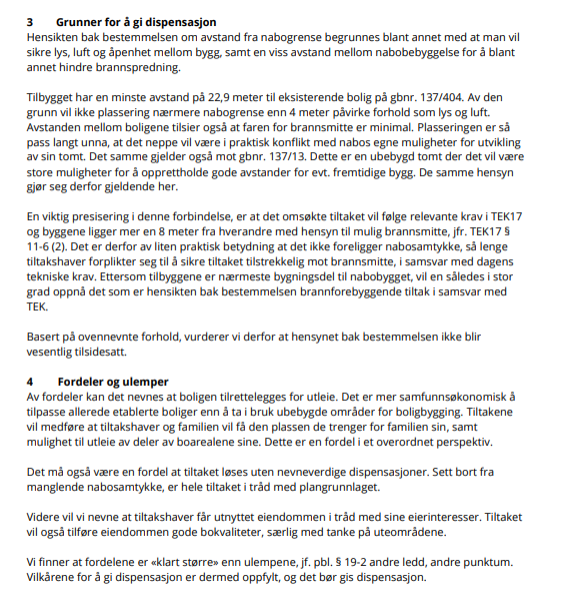 3 Grunner for å gi dispensasjon
Hensikten bak bestemmelsen om avstand fra nabogrense begrunnes blant annet med at man vil
sikre lys, luft og åpenhet mellom bygg, samt en viss avstand mellom nabobebyggelse for å blant
annet hindre brannspredning.
Tilbygget har en minste avstand på 22,9 meter til eksisterende bolig på gbnr. 137/404. Av den
grunn vil ikke plassering nærmere nabogrense enn 4 meter påvirke forhold som lys og luft.
Avstanden mellom boligene tilsier også at faren for brannsmitte er minimal. Plasseringen er så
pass langt unna, at det neppe vil være i praktisk konflikt med nabos egne muligheter for utvikling
av sin tomt. Det samme gjelder også mot gbnr. 137/13. Dette er en ubebygd tomt der det vil være
store muligheter for å opprettholde gode avstander for evt. fremtidige bygg. De samme hensyn
gjør seg derfor gjeldende her.
En viktig presisering i denne forbindelse, er at det omsøkte tiltaket vil følge relevante krav i TEK17
og byggene ligger mer en 8 meter fra hverandre med hensyn til mulig brannsmitte, jfr. TEK17 §
11-6 (2). Det er derfor av liten praktisk betydning at det ikke foreligger nabosamtykke, så lenge
tiltakshaver forplikter seg til å sikre tiltaket tilstrekkelig mot brannsmitte, i samsvar med dagens
tekniske krav. Ettersom tilbyggene er nærmeste bygningsdel til nabobygget, vil en således i stor
grad oppnå det som er hensikten bak bestemmelsen brannforebyggende tiltak i samsvar med
TEK.
Basert på ovennevnte forhold, vurderer vi derfor at hensynet bak bestemmelsen ikke blir
vesentlig tilsidesatt.
4 Fordeler og ulemper
Av fordeler kan det nevnes at boligen tilrettelegges for utleie. Det er mer samfunnsøkonomisk å
tilpasse allerede etablerte boliger enn å ta i bruk ubebygde områder for boligbygging. Tiltakene
vil medføre at tiltakshaver og familien vil få den plassen de trenger for familien sin, samt
mulighet til utleie av deler av boarealene sine. Dette er en fordel i et overordnet perspektiv.
Det må også være en fordel at tiltaket løses uten nevneverdige dispensasjoner. Sett bort fra
manglende nabosamtykke, er hele tiltaket i tråd med plangrunnlaget.
Videre vil vi nevne at tiltakshaver får utnyttet eiendommen i tråd med sine eierinteresser. Tiltaket
vil også tilføre eiendommen gode bokvaliteter, særlig med tanke på uteområdene.
Vi finner at fordelene er «klart større» enn ulempene, jf. pbl. § 19-2 andre ledd, andre punktum.
Vilkårene for å gi dispensasjon er dermed oppfylt, og det bør gis dispensasjon.